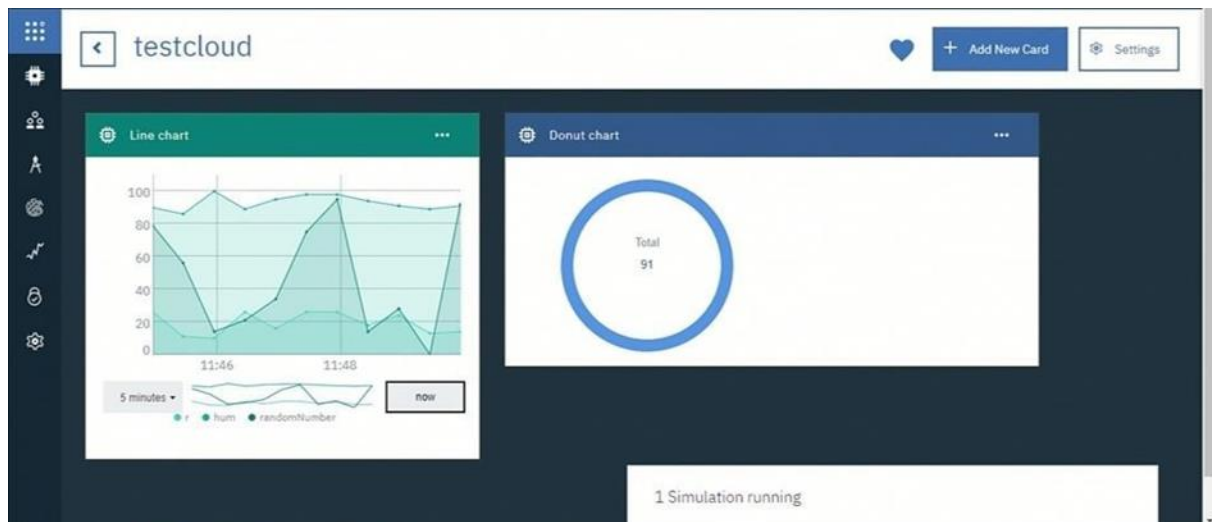 testcloud
+ Add New Card
Settings
Line chart
Donut chart
100
80
60
40
20
0
11:46 11:48
5 minutes
now
r hum randomNumber
Total
91
1 Simulation running